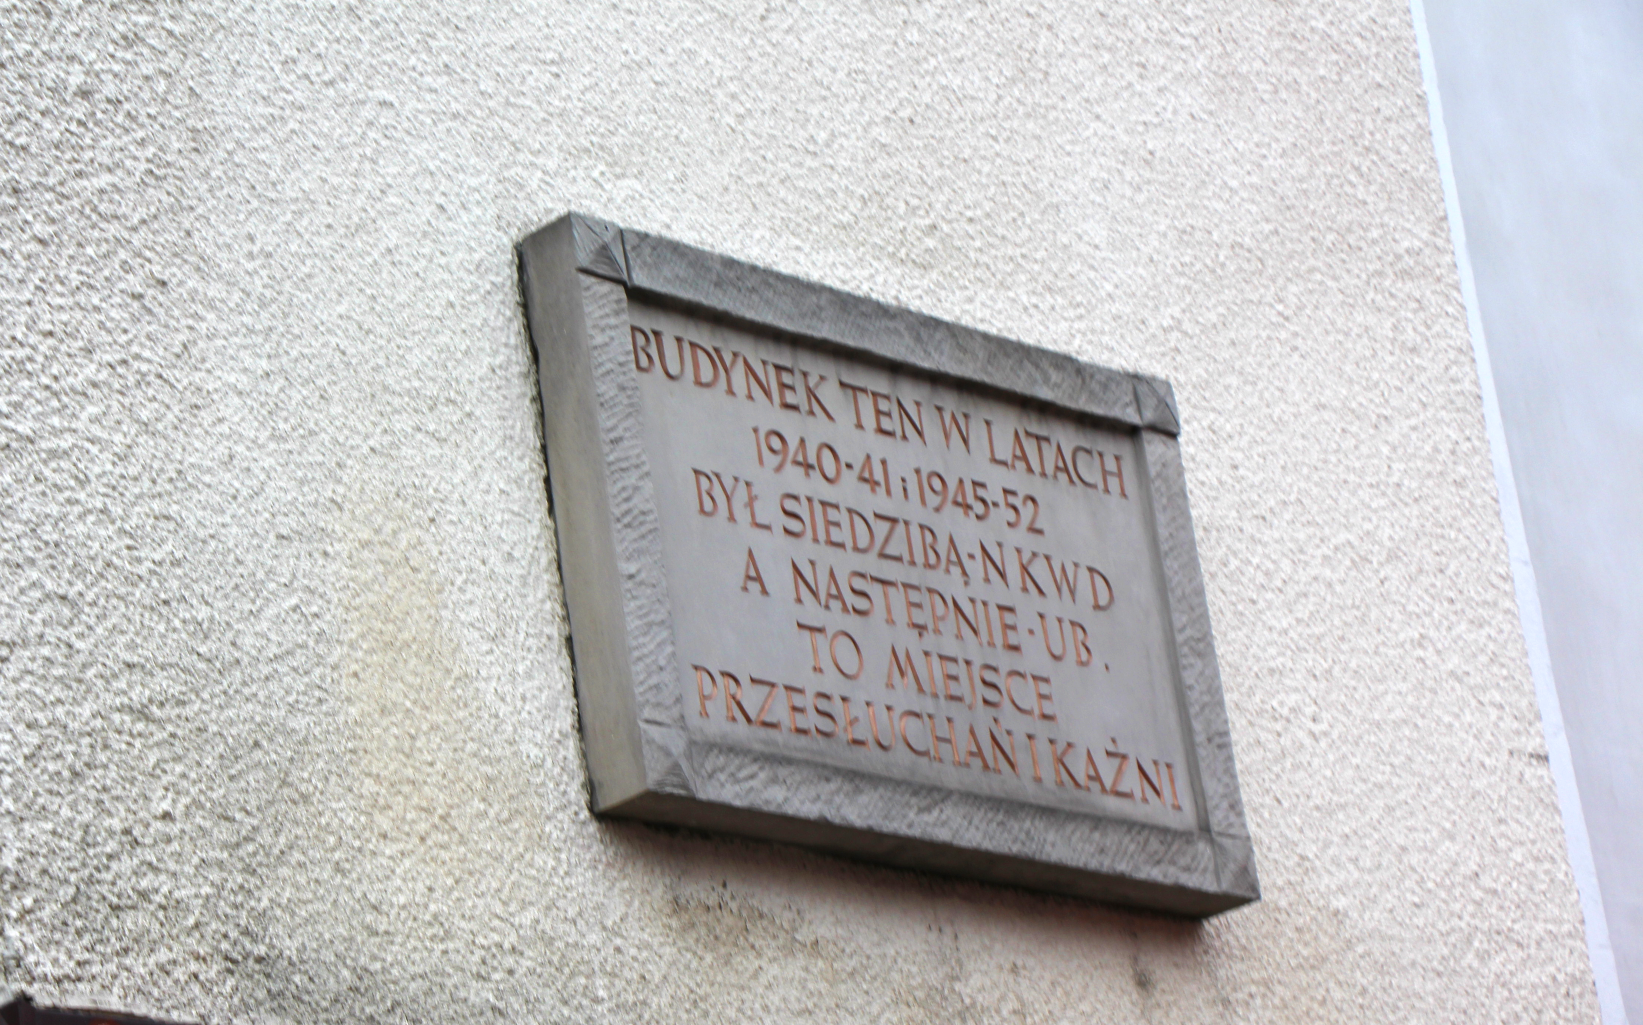 BUDYNEK TEN W LATACH
1940-41 i 1945-52
BYŁ SIEDZIBĄ-NKWD
A NASTĘPNIE·UB.
TO MIEJSCE
PRZESŁUCHAŃ I KAŹNI